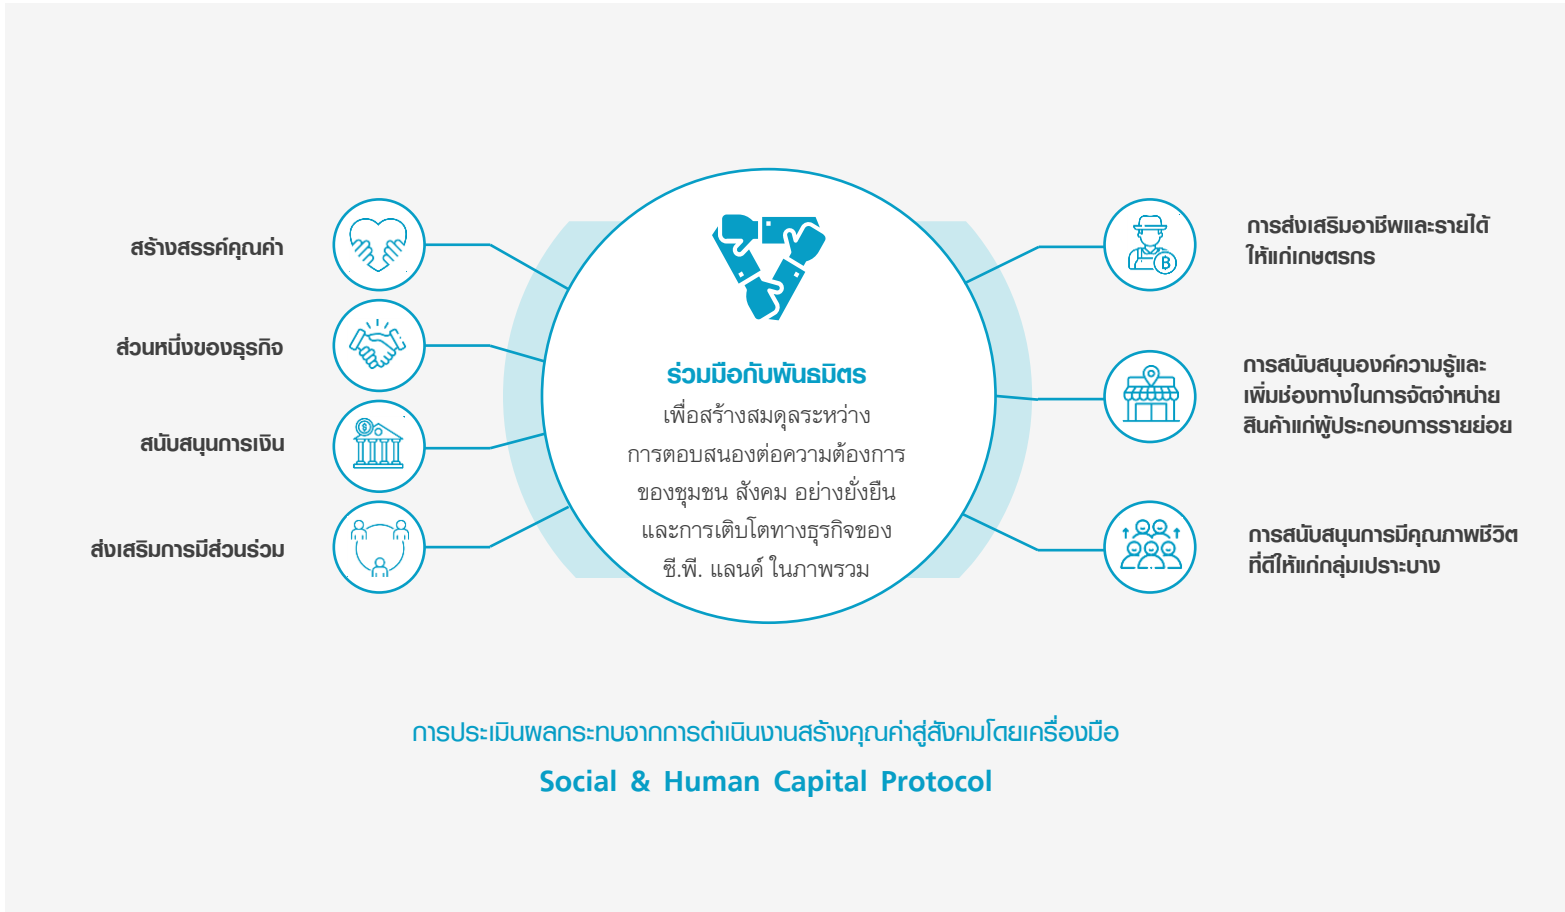 สร้างสรรค์คุณค่า
ส่วนหนึ่งของธุรกิจ
สนับสนุนการเงิน
ส่งเสริมการมีส่วนร่วม
ร่วมมือกับพันธมิตร
เพื่อสร้างสมดุลระหว่าง
การตอบสนองต่อความต้องการ
ของชุมชน สังคม อย่างยั่งยืน
และการเติบโตทางธุรกิจของ
ซี.พี. แลนด์ ในภาพรวม
การส่งเสริมอาชีพและรายได้
ให้แก่เกษตรกร
การสนับสนุนองค์ความรู้และ
เพิ่มช่องทางในการจัดจำหน่าย
สินค้าแก่ผู้ประกอบการรายย่อย
การสนับสนุนการมีคุณภาพชีวิต
ที่ดีให้แก่กลุ่มเปราะบาง
การประเมินผลกระทบจากการดำเนินงานสร้างคุณค่าสู่สังคมโดยเครื่องมือ
Social & Human Capital Protocol